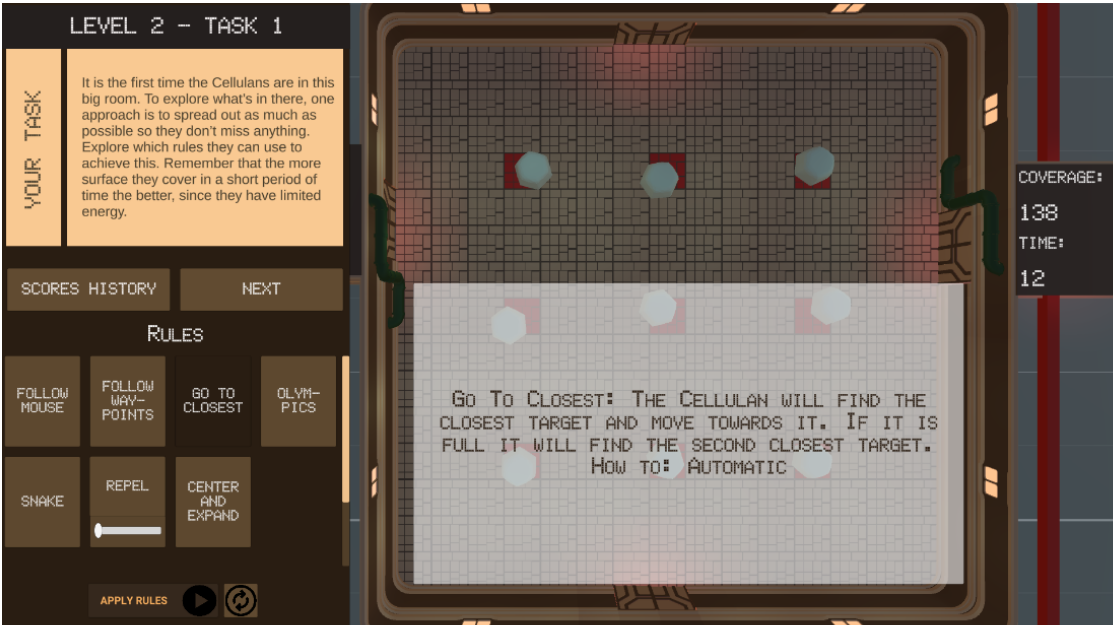 LEVEL 2 - TASK 1
YOUR TASK
It is the first time the Cellulans are in this
big room. To explore what's in there, one
approach is to spread out as much as
possible so they don't miss anything.
Explore which rules they can use to
achieve this. Remember that the more
surface they cover in a short period of
time the better, since they have limited
energy.
SCORES HISTORY
NEXT
RULES
FOLLOW
MOUSE
FOLLOW
WAY-
POINTS
GO TO
CLOSEST
OLYM-
PICS
SNAKE
REPEL
CENTER
AND
EXPAND
APPLY RULES
GO TO CLOSEST: THE CELLULAN WILL FIND THE
CLOSEST TARGET AND MOVE TOWARDS IT. IF IT IS
FULL IT WILL FIND THE SECOND CLOSEST TARGET.
HOW TO: AUTOMATIC
COVERAGE:
138
TIME:
12